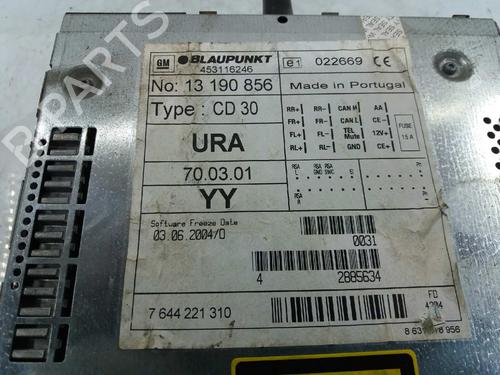 GM BLAUPUNKT
453116246
e1 022669 CE
No: 13 190 856
Made in Portugal
Type : CD 30
RR+ RR- CAN H AA
FR+ FR- CAN L CE-
FL+ FL- TEL Mute 12V+
RL+ RL- GND CE+
FUSE 15 A
URA
70.03.01
YY
Software Freeze Date
03.06.2004/0
0031
4 2885634
7 644 221 310
FD
B-PARTS